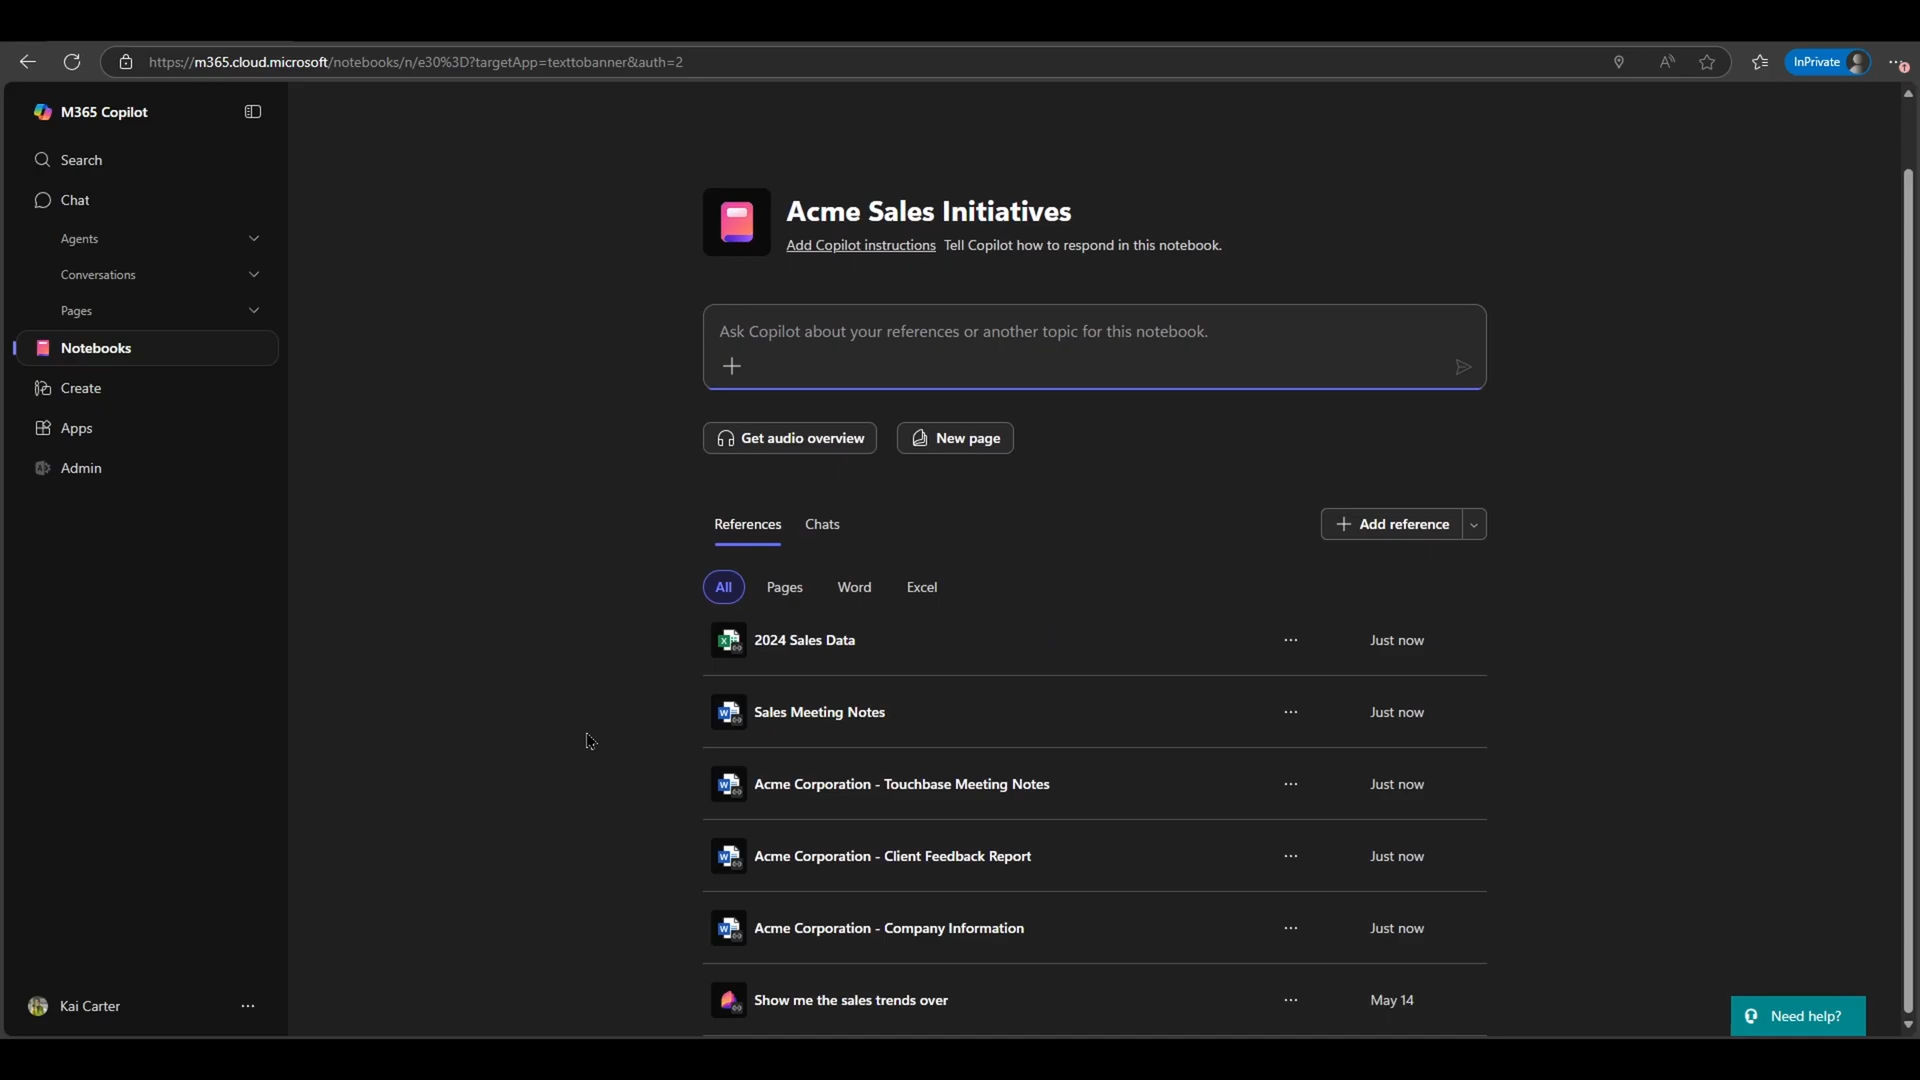 https://m365.cloud.microsoft/notebooks/n/e30%3D?targetApp=texttobanner&auth=2
InPrivate
M365 Copilot
Search
Chat
Agents
Conversations
Pages
Notebooks
Create
Apps
Admin
Kai Carter
Acme Sales Initiatives
Add Copilot instructions Tell Copilot how to respond in this notebook.
Ask Copilot about your references or another topic for this notebook.
Get audio overview New page
References Chats
Add reference
All Pages Word Excel
2024 Sales Data Just now
Sales Meeting Notes Just now
Acme Corporation - Touchbase Meeting Notes Just now
Acme Corporation - Client Feedback Report Just now
Acme Corporation - Company Information Just now
Show me the sales trends over May 14
Need help?